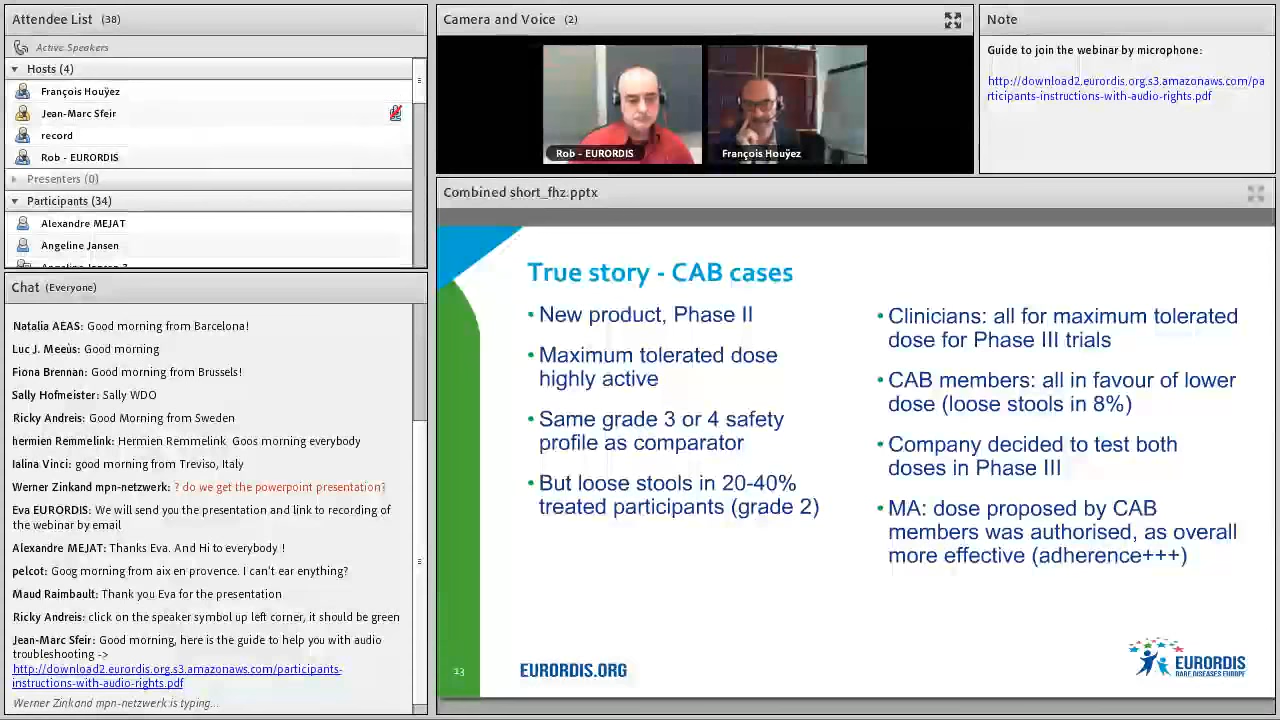 Attendee List (38)
Active Speakers
Hosts (4)
François Houÿez
Jean-Marc Sfeir
record
Rob - EURORDIS
Presenters (0)
Participants (34)
Alexandre MEJAT
Angeline Jansen
Angeline Jansen 2
Chat (Everyone)
Natalia AEAS: Good morning from Barcelona!
Luc J. Meeùs: Good morning
Fiona Brennan: Good morning from Brussels!
Sally Hofmeister: Sally WDO
Ricky Andreis: Good Morning from Sweden
hermien Remmelink: Hermien Remmelink Goos morning everybody
Ialina Vinci: good morning from Treviso, Italy
Werner Zinkand mpn-netzwerk: ? do we get the powerpoint presentation?
Eva EURORDIS: We will send you the presentation and link to recording of
the webinar by email
Alexandre MEJAT: Thanks Eva. And Hi to everybody !
pelcot: Goog morning from aix en provence. I can't ear enything?
Maud Raimbault: Thank you Eva for the presentation
Ricky Andreis: click on the speaker symbol up left corner, it should be green
Jean-Marc Sfeir: Good morning, here is the guide to help you with audio
troubleshooting ->
http://download2.eurordis.org.s3.amazonaws.com/participants-
instructions-with-audio-rights.pdf
Werner Zinkand mpn-netzwerk is typing...
Camera and Voice (2)
Rob - EURORDIS
François Houÿez
Note
Guide to join the webinar by microphone:
http://download2.eurordis.org.s3.amazonaws.com/pa
rticipants-instructions-with-audio-rights.pdf
Combined short_fhz.pptx
True story - CAB cases
• New product, Phase II
• Maximum tolerated dose
highly active
• Same grade 3 or 4 safety
profile as comparator
• But loose stools in 20-40%
treated participants (grade 2)
• Clinicians: all for maximum tolerated
dose for Phase III trials
• CAB members: all in favour of lower
dose (loose stools in 8%)
• Company decided to test both
doses in Phase III
• MA: dose proposed by CAB
members was authorised, as overall
more effective (adherence+++)
13
EURORDIS.ORG
EURORDIS
RARE DISEASES EUROPE